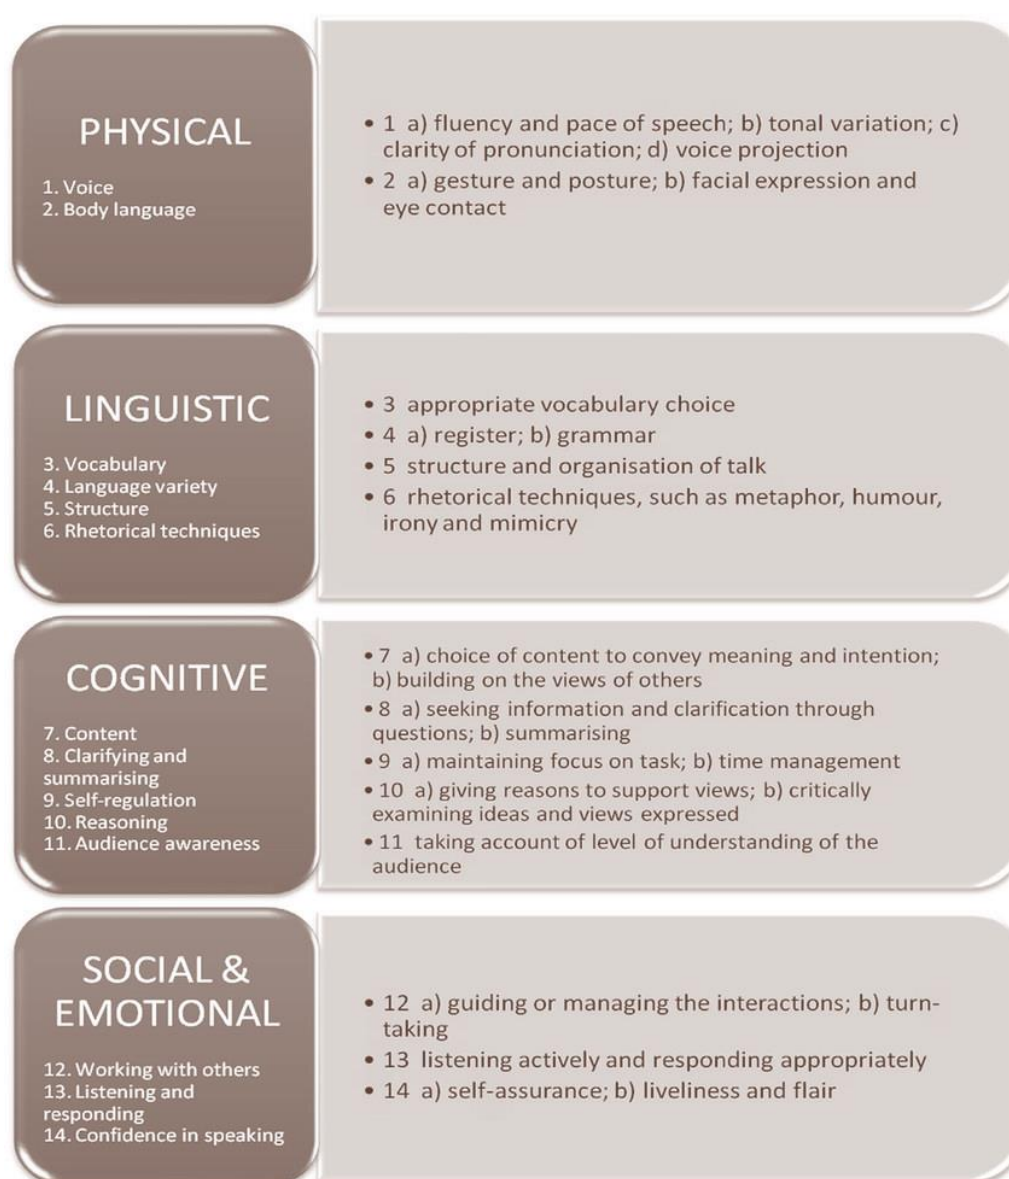 PHYSICAL
1. Voice
2. Body language
• 1 a) fluency and pace of speech; b) tonal variation; c)
clarity of pronunciation; d) voice projection
• 2 a) gesture and posture; b) facial expression and
eye contact
LINGUISTIC
3. Vocabulary
4. Language variety
5. Structure
6. Rhetorical techniques
• 3 appropriate vocabulary choice
• 4 a) register; b) grammar
• 5 structure and organisation of talk
• 6 rhetorical techniques, such as metaphor, humour,
irony and mimicry
COGNITIVE
7. Content
8. Clarifying and
summarising
9. Self-regulation
10. Reasoning
11. Audience awareness
• 7 a) choice of content to convey meaning and intention;
b) building on the views of others
• 8 a) seeking information and clarification through
questions; b) summarising
• 9 a) maintaining focus on task; b) time management
• 10 a) giving reasons to support views; b) critically
examining ideas and views expressed
• 11 taking account of level of understanding of the
audience
SOCIAL &
EMOTIONAL
12. Working with others
13. Listening and
responding
14. Confidence in speaking
• 12 a) guiding or managing the interactions; b) turn-
taking
• 13 listening actively and responding appropriately
• 14 a) self-assurance; b) liveliness and flair